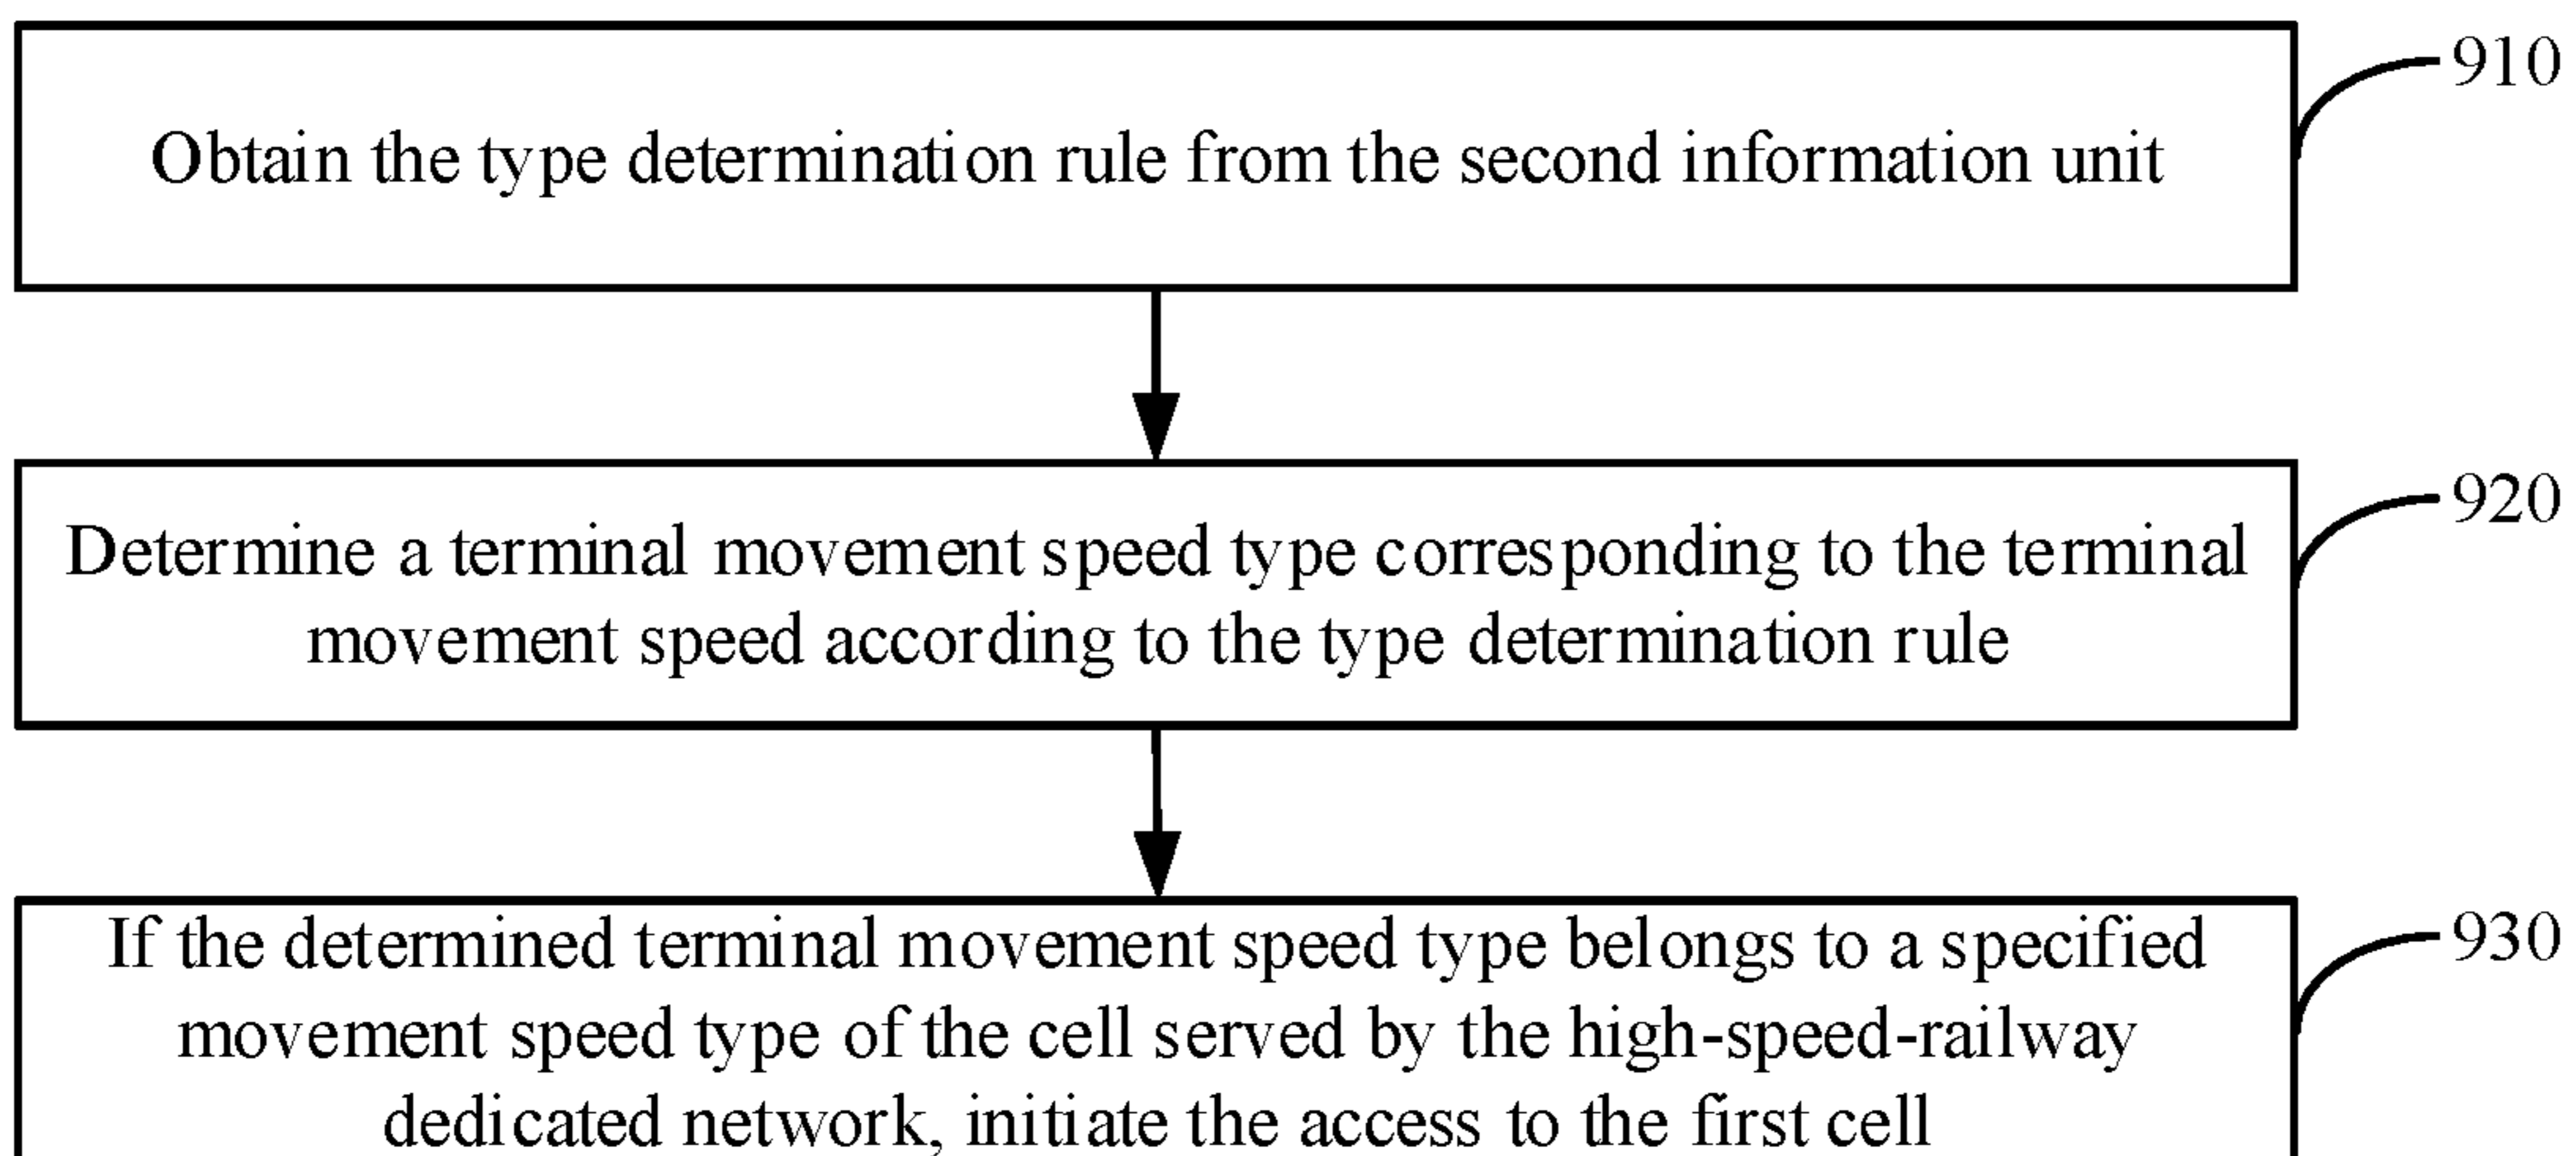 910
Obtain the type determination rule from the second information unit
920
Determine a terminal movement speed type corresponding to the terminal
movement speed according to the type determination rule
930
If the determined terminal movement speed type belongs to a specified
movement speed type of the cell served by the high-speed-railway
dedicated network, initiate the access to the first cell